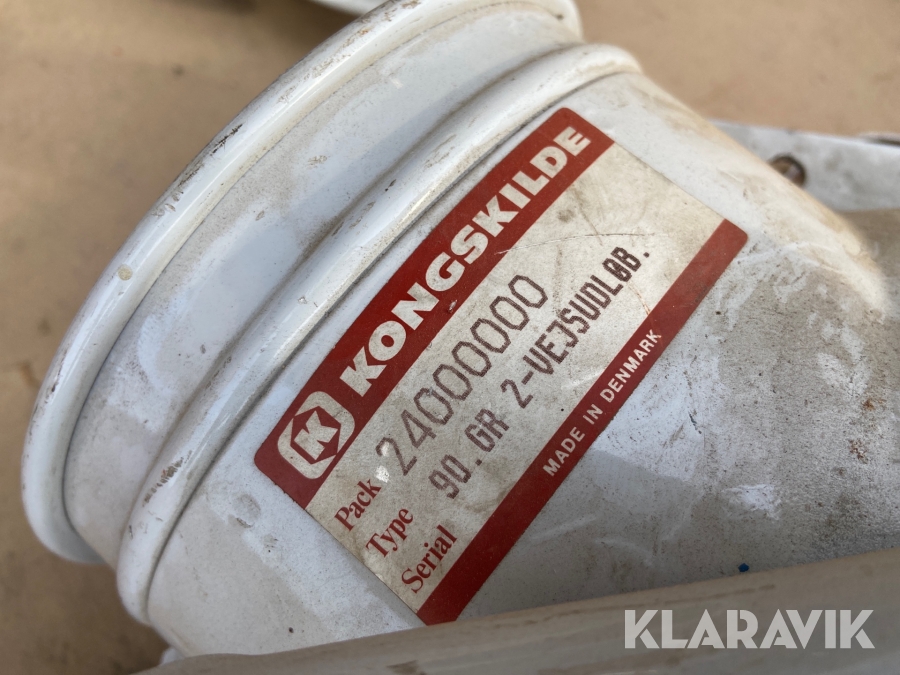 K KONGSKILDE
Pack 24000000
Type 90.GR 2-VEJSUDLØB.
Serial
MADE IN DENMARK
KLARAVIK